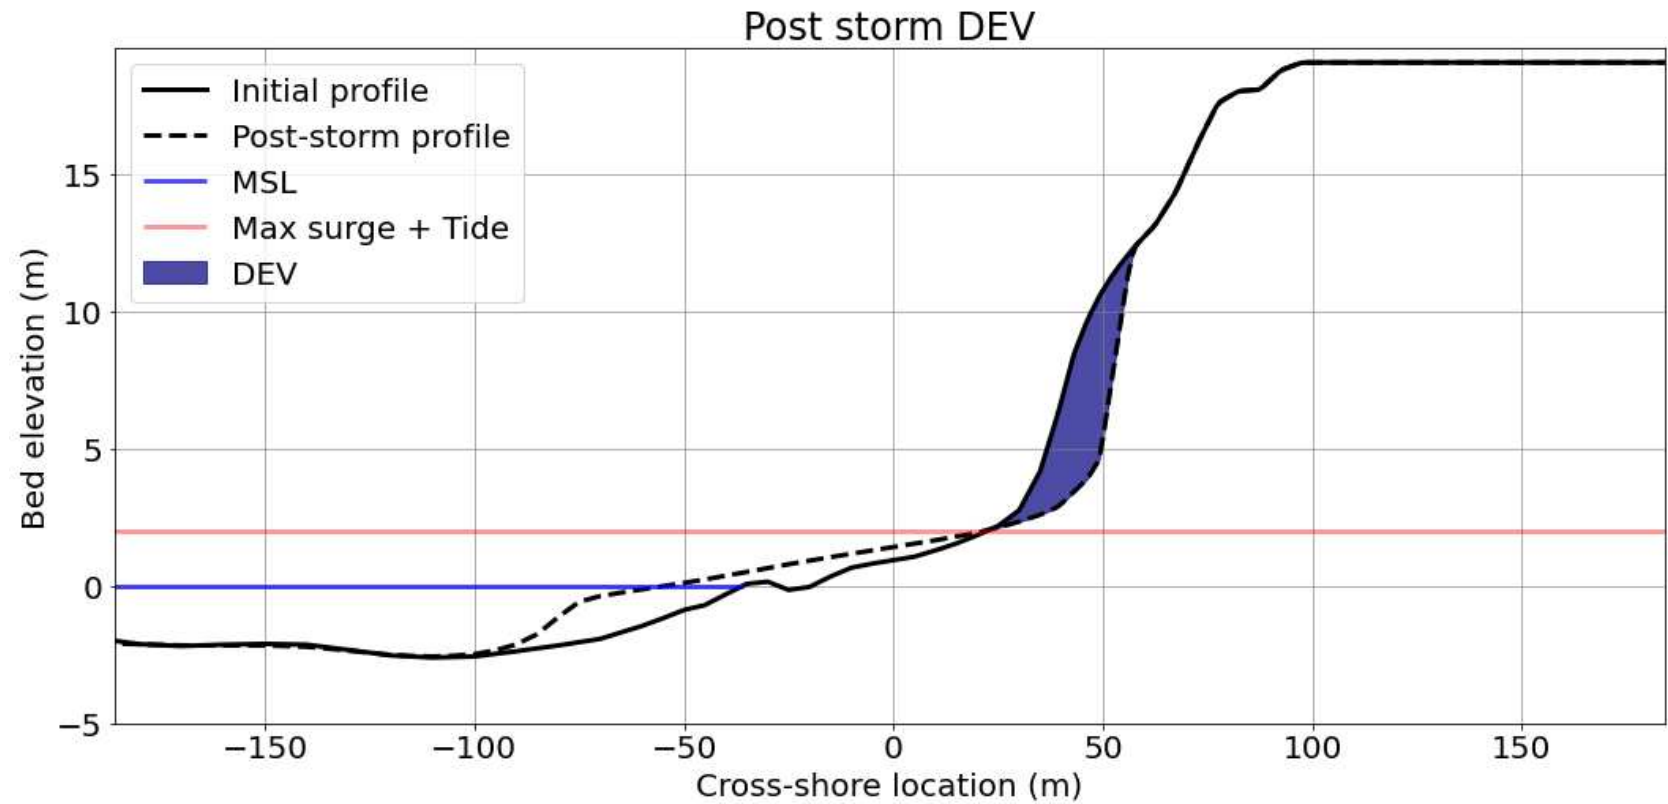 Post storm DEV
Initial profile
Post-storm profile
MSL
Max surge + Tide
DEV
Bed elevation (m)
15
10
5
0
−5
−150
−100
−50
0
50
100
150
Cross-shore location (m)